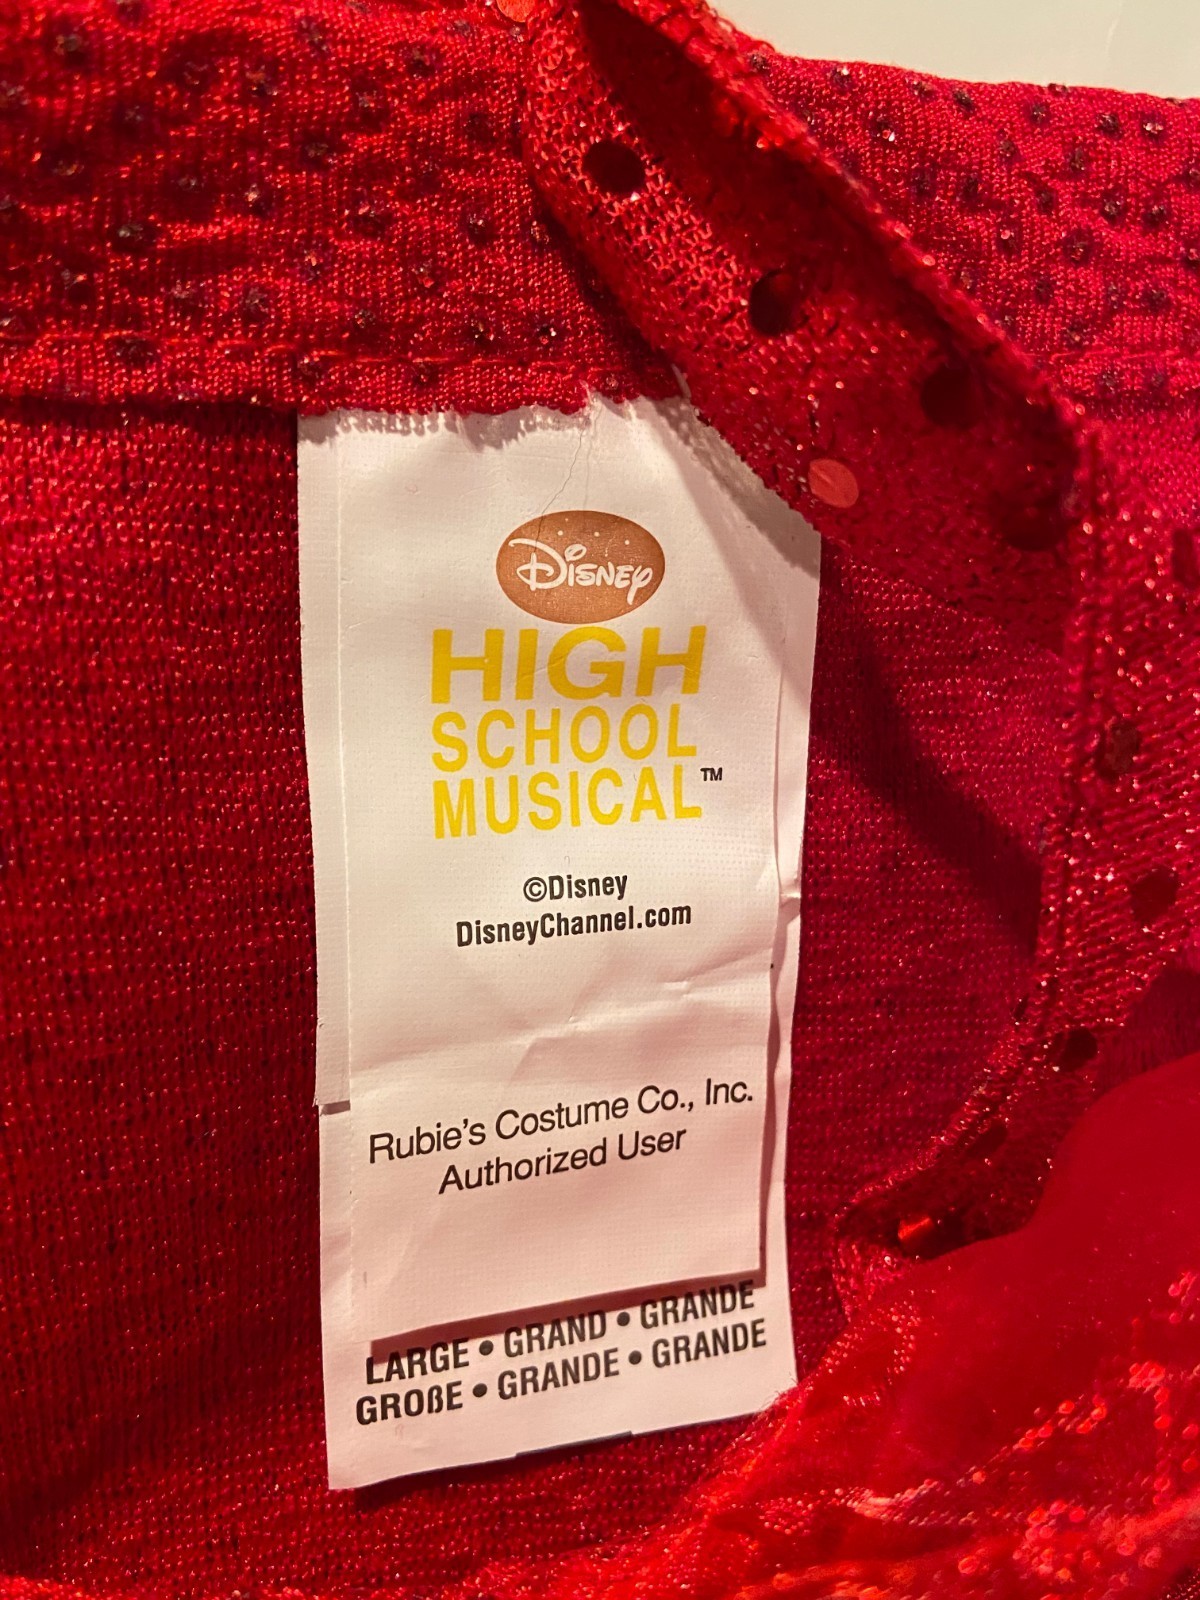 Disney
HIGH
SCHOOL
MUSICAL™
©Disney
DisneyChannel.com
Rubie's Costume Co., Inc.
Authorized User
LARGE • GRAND • GRANDE
GROßE • GRANDE • GRANDE